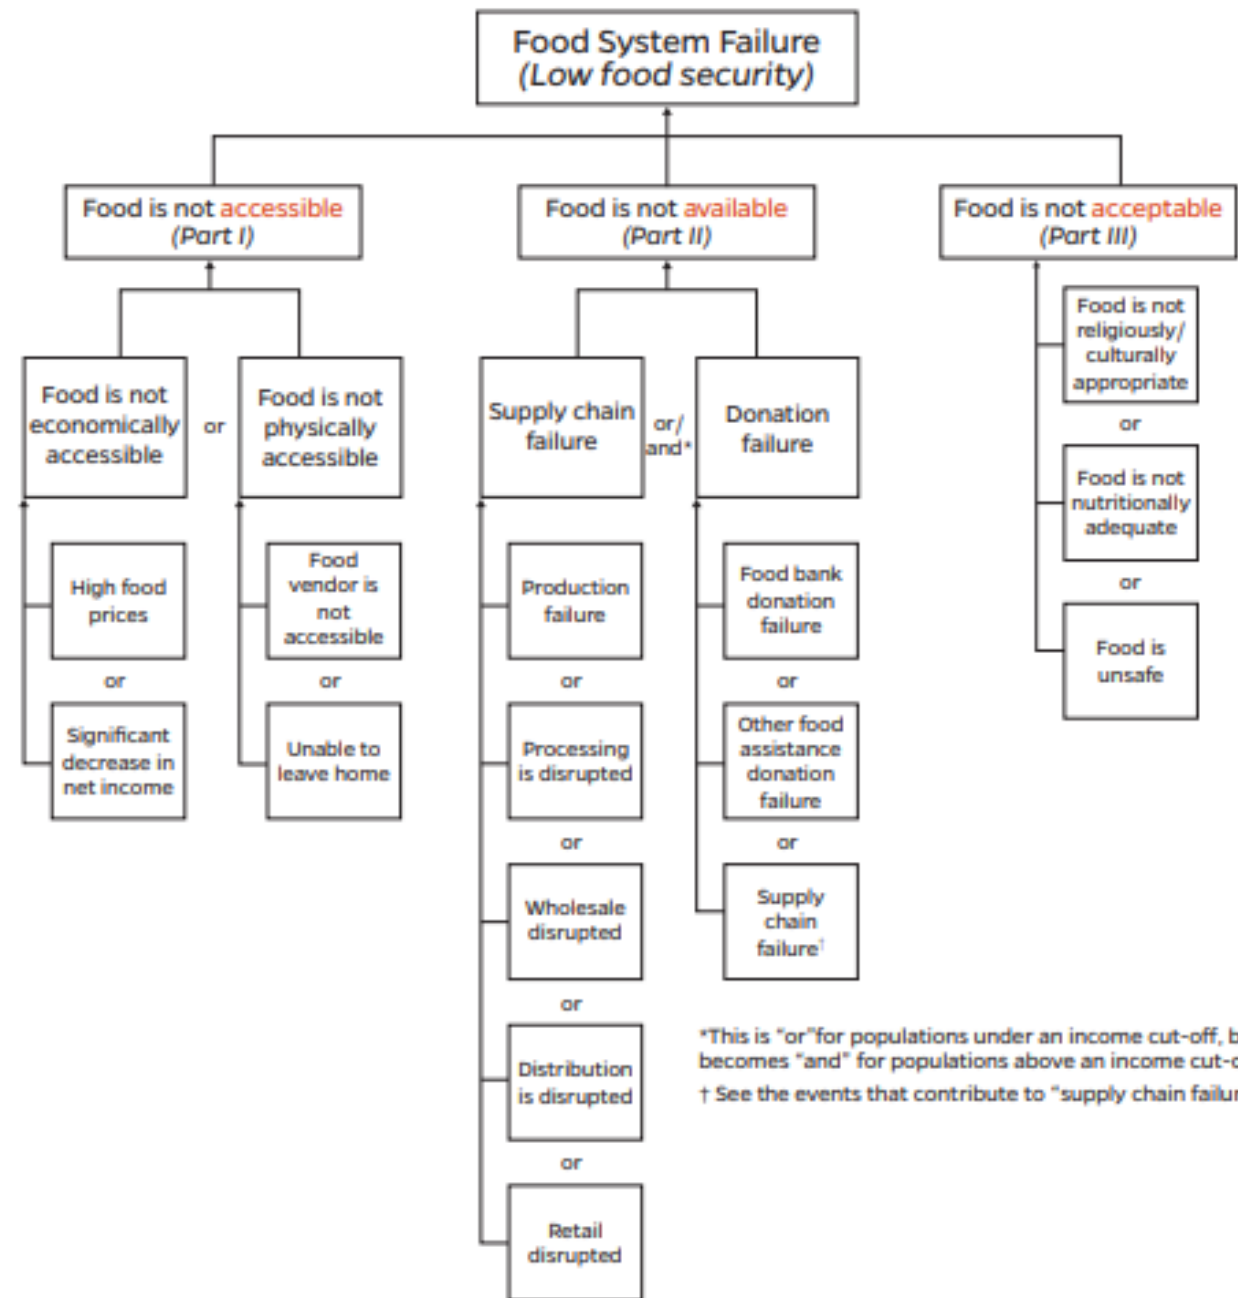 Food System Failure
(Low food security)
Food is not accessible
(Part I)
Food is not available
(Part II)
Food is not acceptable
(Part III)
Food is not
economically
accessible
or
Food is not
physically
accessible
High food
prices
or
Significant
decrease in
net income
Food
vendor is
not
accessible
or
Unable to
leave home
Supply chain
failure
or/
and*
Donation
failure
Production
failure
or
Processing
is disrupted
or
Wholesale
disrupted
or
Distribution
is disrupted
or
Retail
disrupted
Food bank
donation
failure
or
Other food
assistance
donation
failure
or
Supply
chain
failure†
Food is not
religiously/
culturally
appropriate
or
Food is not
nutritionally
adequate
or
Food is
unsafe
*This is "or"for populations under an income cut-off,
becomes "and" for populations above an income
† See the events that contribute to "supply chain